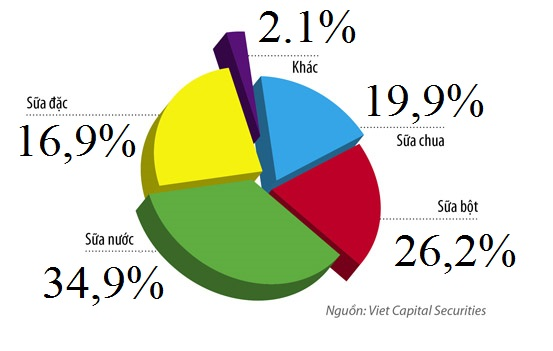 2.1%
Khác
19,9%
Sữa chua
Sữa đặc
16,9%
Sữa bột
26,2%
Sữa nước
34,9%
Nguồn: Viet Capital Securities